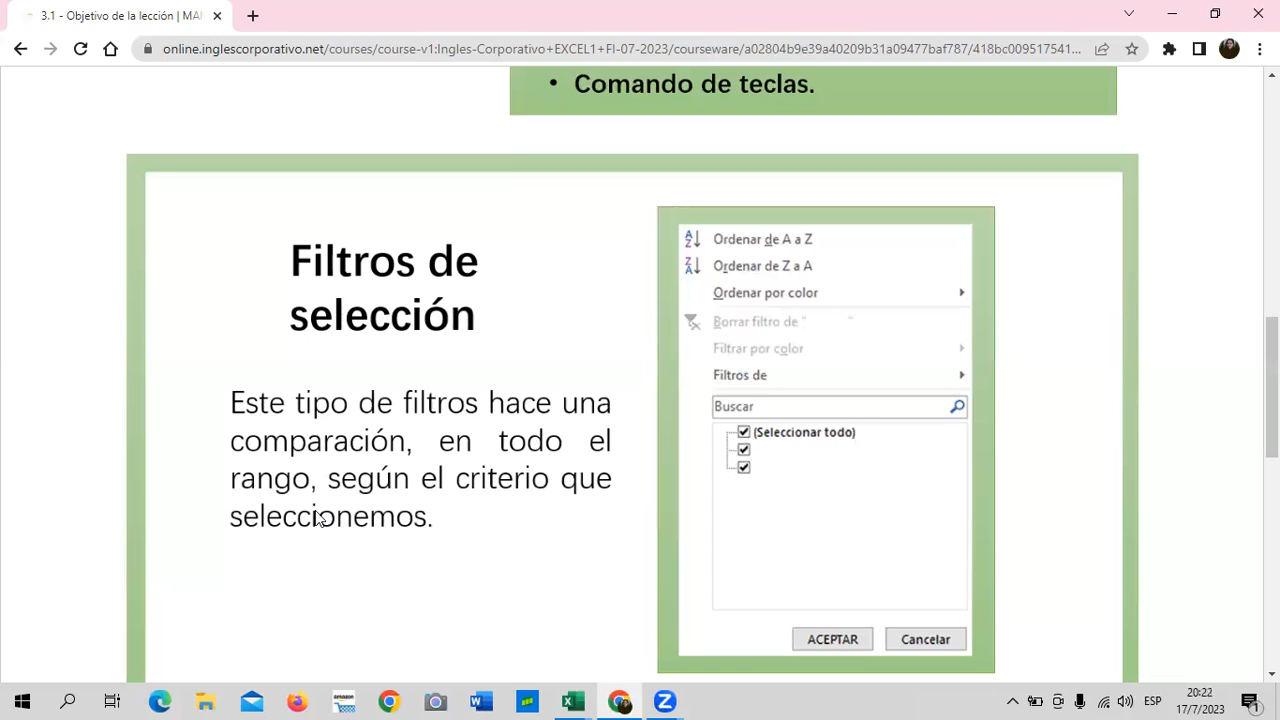 3.1 - Objetivo de la lección | MAI
online.inglescorporativo.net/courses/course-v1:Ingles-Corporativo+EXCEL1+FI-07-2023/courseware/a02804b9e39a40209b31a09477baf787/418bc009517541...
• Comando de teclas.
Filtros de
selección
Este tipo de filtros hace una
comparación, en todo el
rango, según el criterio que
seleccionemos.
Ordenar de A a Z
Ordenar de Z a A
Ordenar por color
Borrar filtro de " "
Filtrar por color
Filtros de
Buscar
(Seleccionar todo)
ACEPTAR
Cancelar
ESP
20:22
17/7/2023